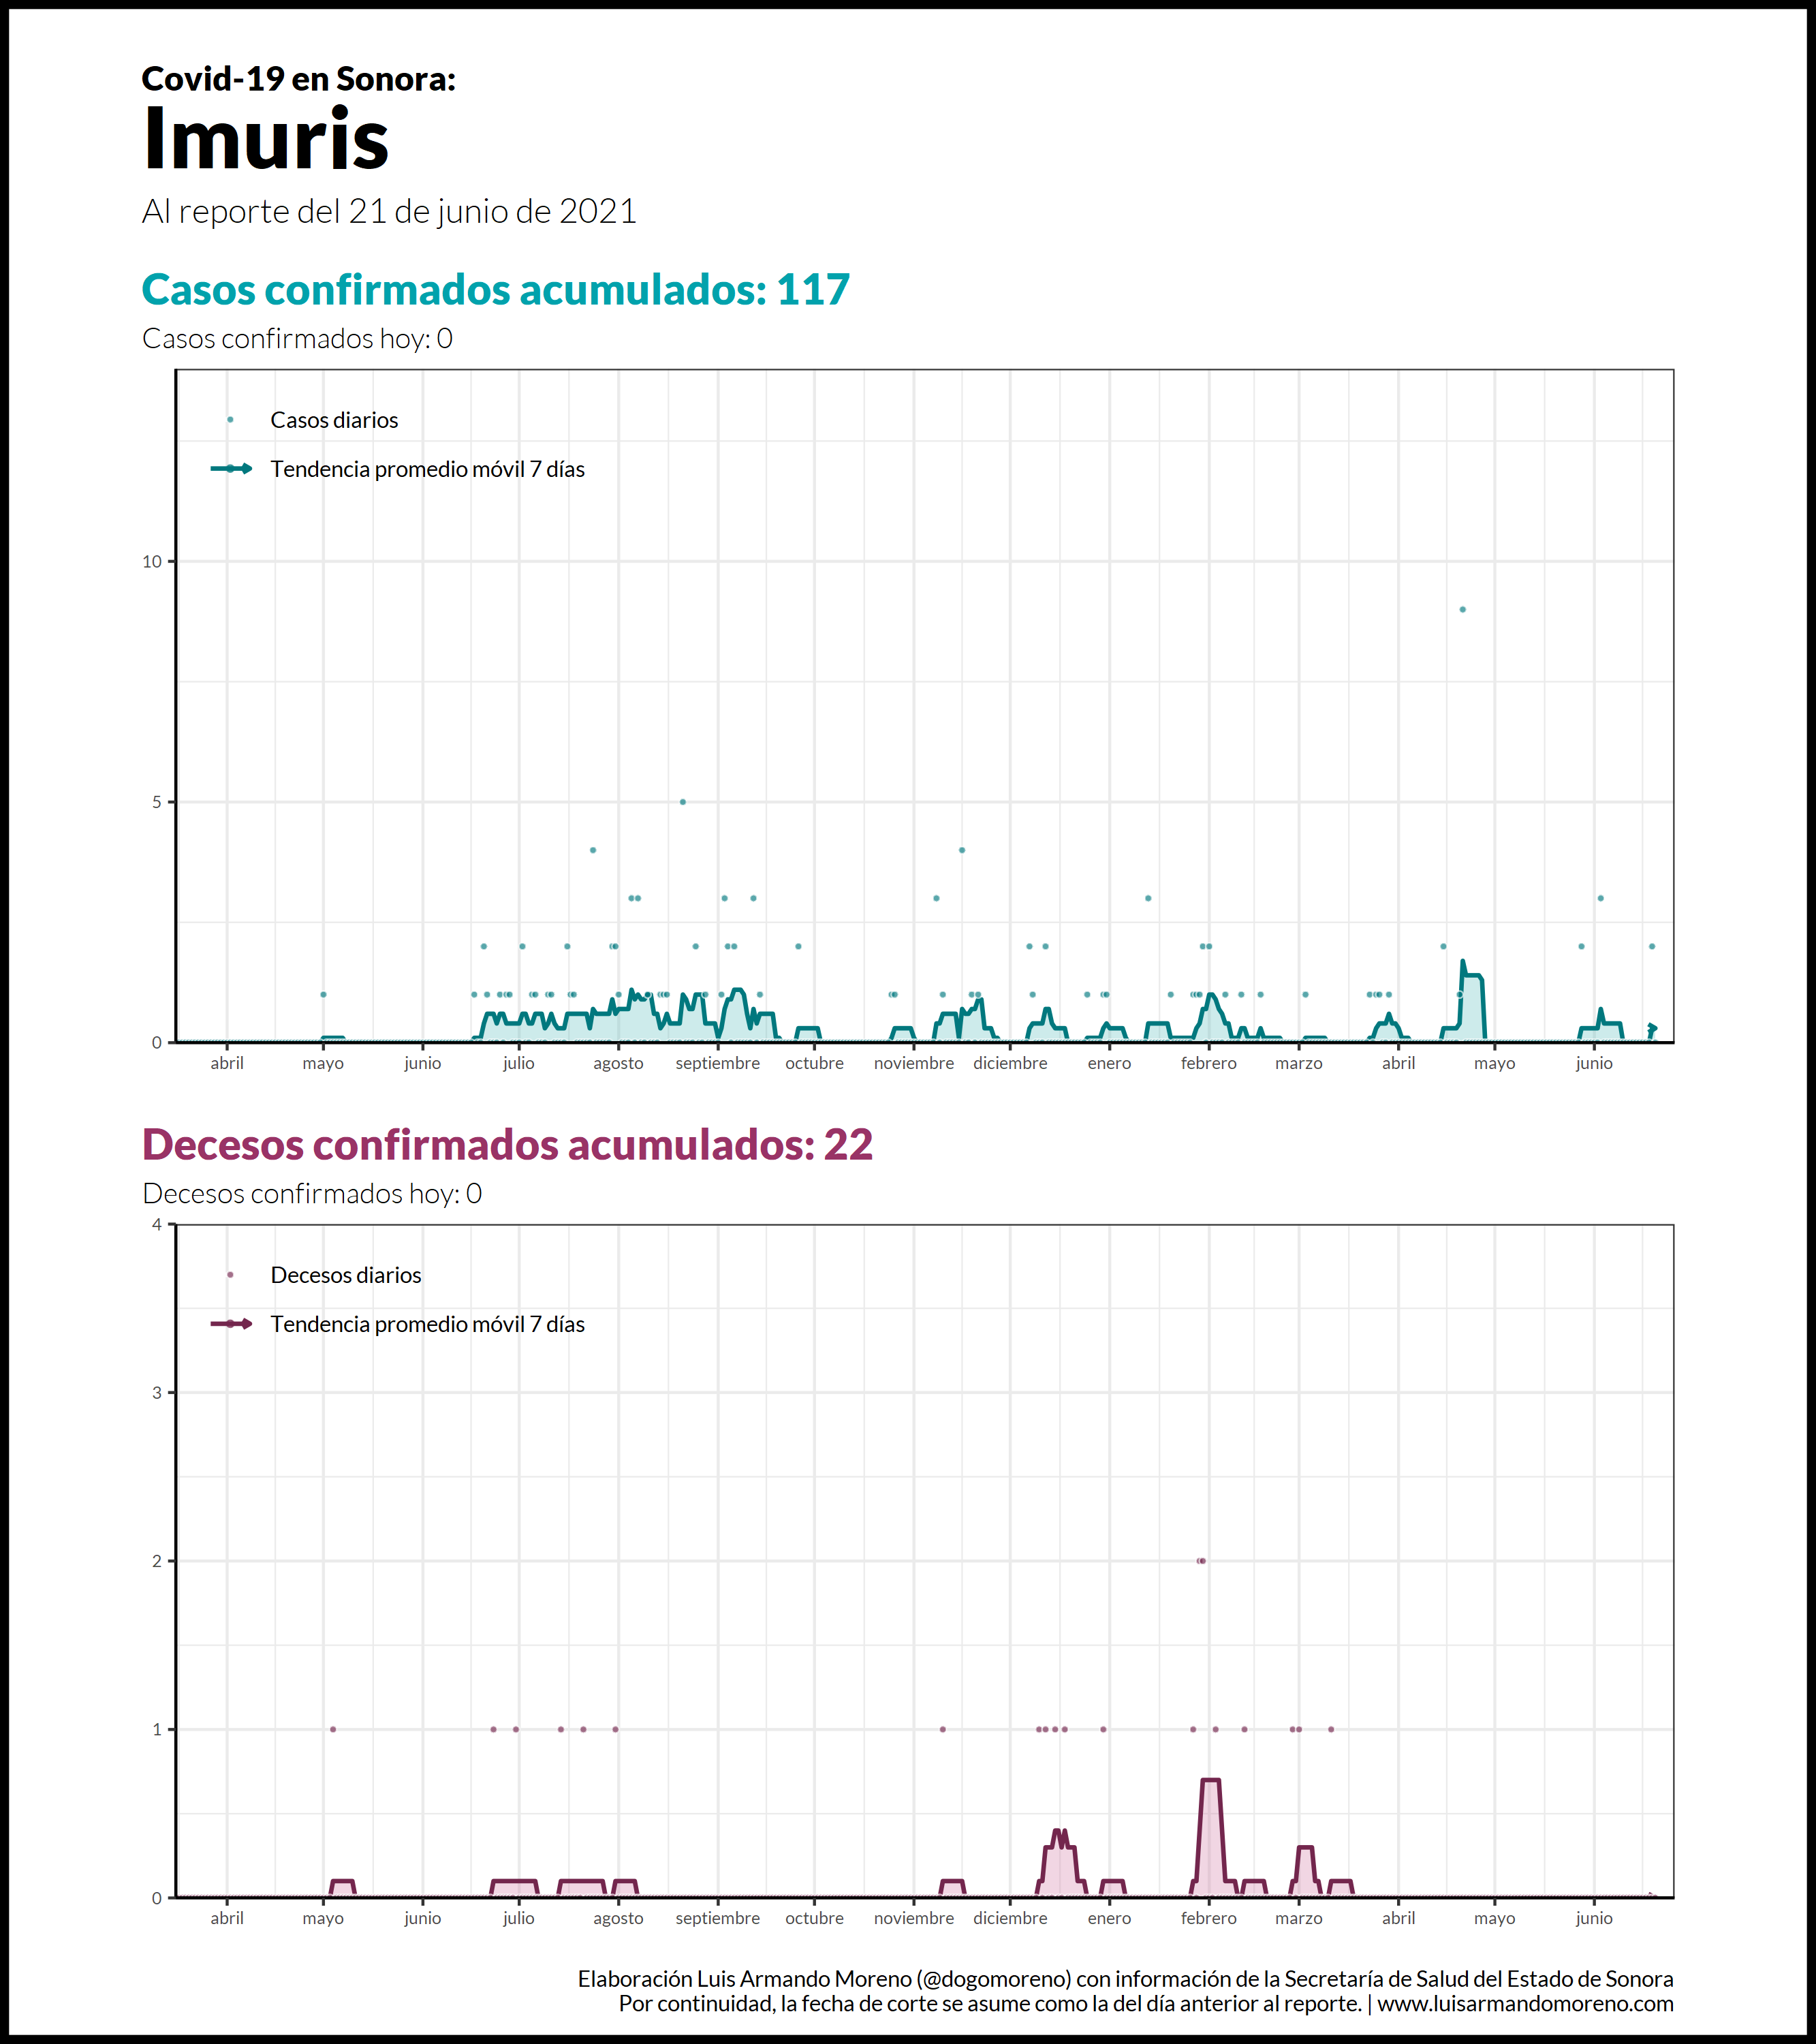 Covid-19 en Sonora:
Imuris
Al reporte del 21 de junio de 2021
Casos confirmados acumulados: 117
Casos confirmados hoy: 0
Casos diarios
Tendencia promedio móvil 7 días
10
5
0
abril mayo junio julio agosto septiembre octubre noviembre diciembre enero febrero marzo abril mayo junio
Decesos confirmados acumulados: 22
Decesos confirmados hoy: 0
4
Decesos diarios
Tendencia promedio móvil 7 días
3
2
1
0
abril mayo junio julio agosto septiembre octubre noviembre diciembre enero febrero marzo abril mayo junio
Elaboración Luis Armando Moreno (@dogomoreno) con información de la Secretaría de Salud del Estado de Sonora
Por continuidad, la fecha de corte se asume como la del día anterior al reporte. | www.luisarmandomoreno.com